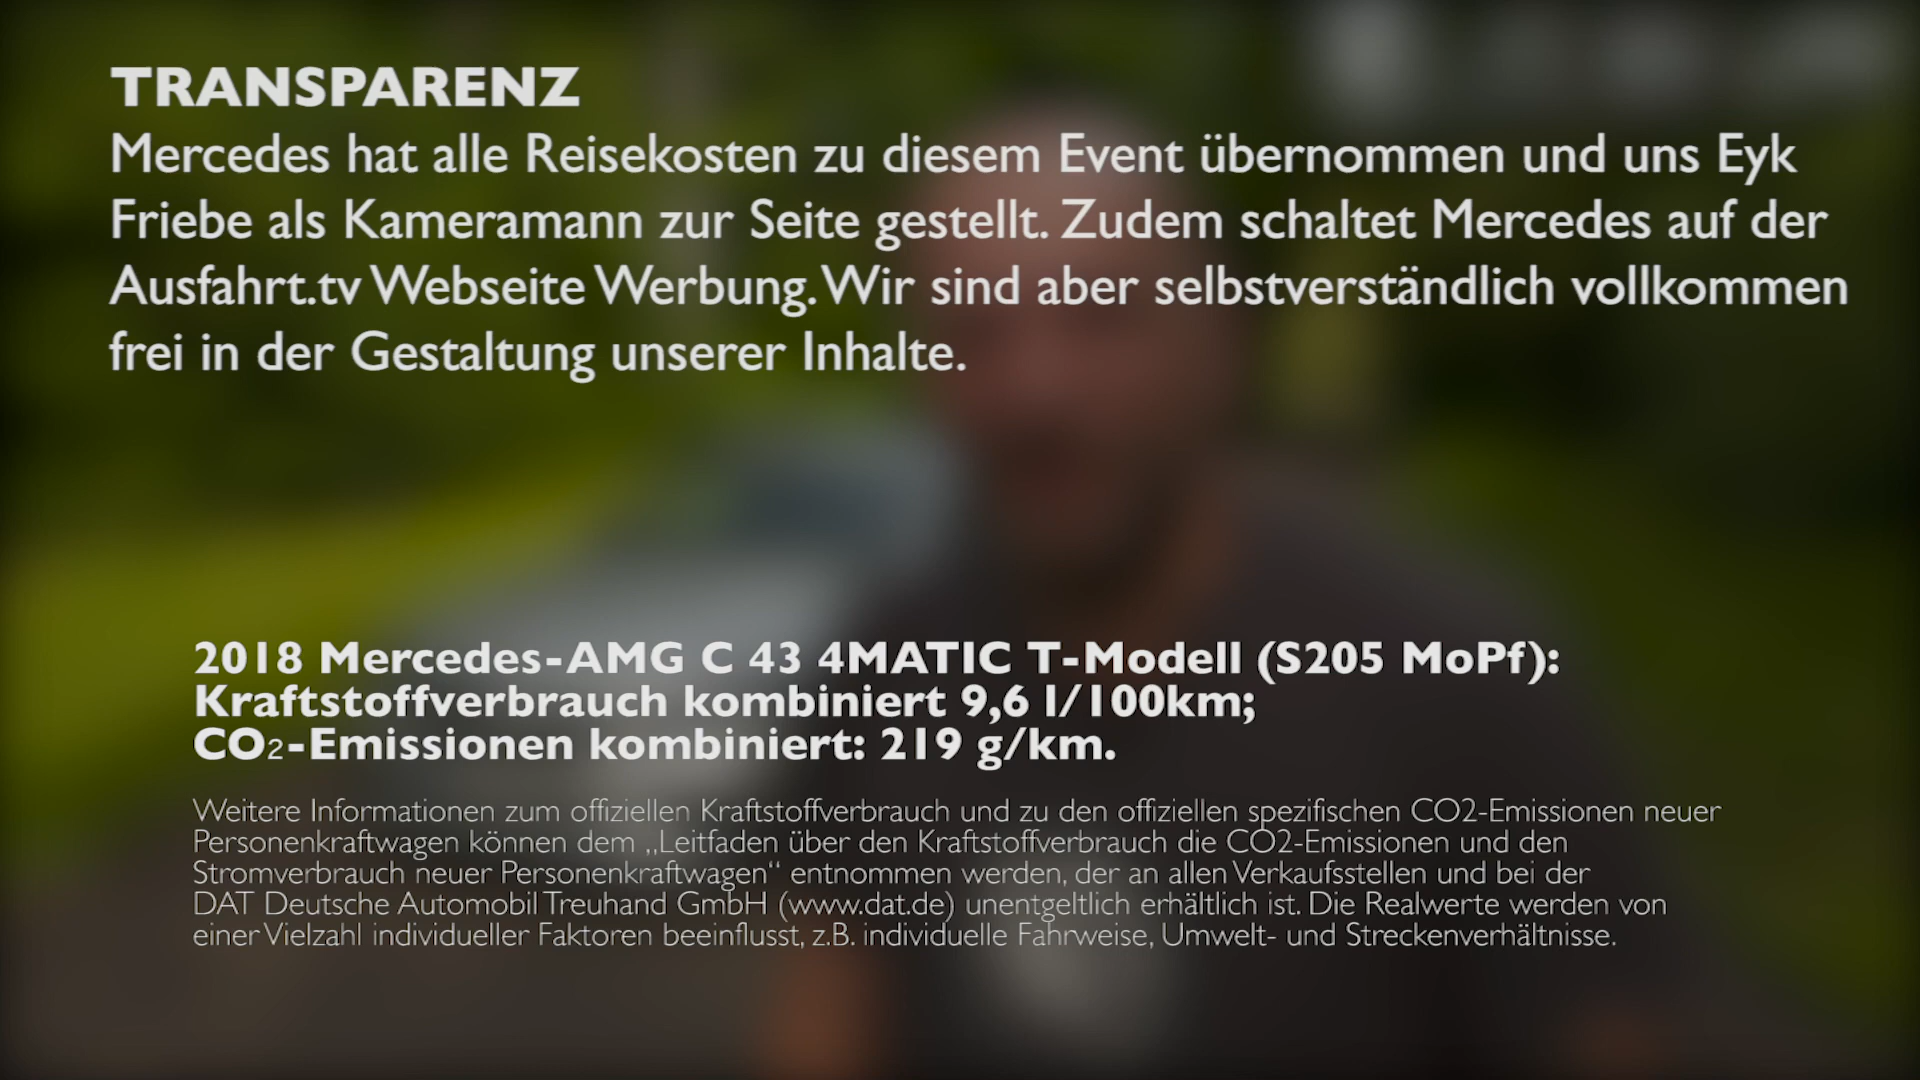 TRANSPARENZ
Mercedes hat alle Reisekosten zu diesem Event übernommen und uns Eyk
Friebe als Kameramann zur Seite gestellt. Zudem schaltet Mercedes auf der
Ausfahrt.tv Webseite Werbung. Wir sind aber selbstverständlich vollkommen
frei in der Gestaltung unserer Inhalte.
2018 Mercedes-AMG C 43 4MATIC T-Modell (S205 MoPf):
Kraftstoffverbrauch kombiniert 9,6 l/100km;
CO₂-Emissionen kombiniert: 219 g/km.
Weitere Informationen zum offiziellen Kraftstoffverbrauch und zu den offiziellen spezifischen CO2-Emissionen neuer
Personenkraftwagen können dem „Leitfaden über den Kraftstoffverbrauch die CO2-Emissionen und den
Stromverbrauch neuer Personenkraftwagen“ entnommen werden, der an allen Verkaufsstellen und bei der
DAT Deutsche Automobil Treuhand GmbH (www.dat.de) unentgeltlich erhältlich ist. Die Realwerte werden von
einer Vielzahl individueller Faktoren beeinflusst, z.B. individuelle Fahrweise, Umwelt- und Streckenverhältnisse.